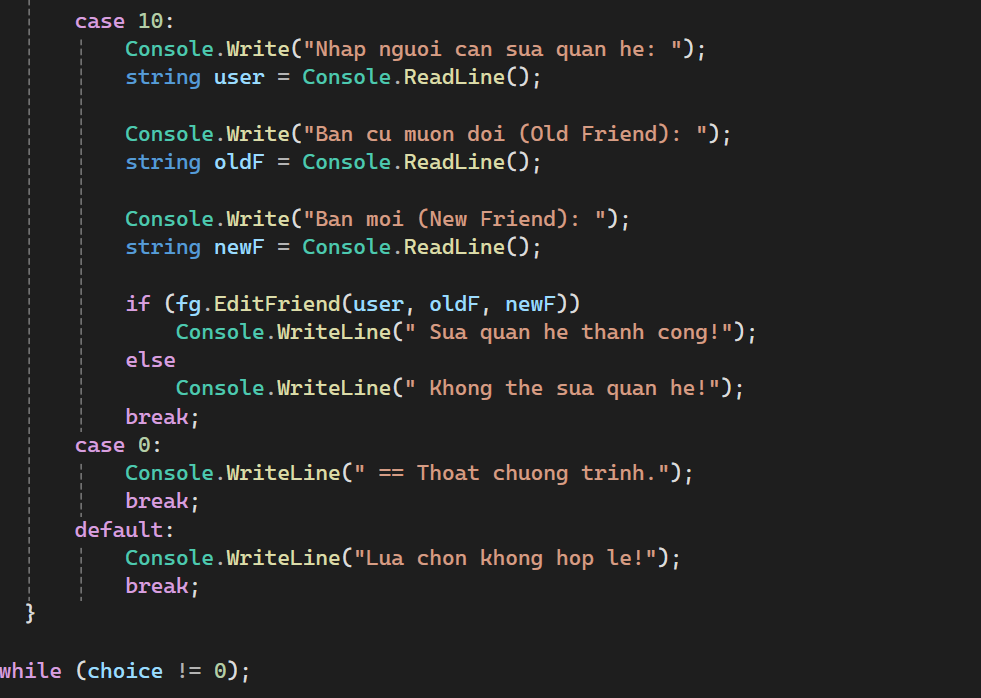 case 10:
Console.Write("Nhap nguoi can sua quan he: ");
string user = Console.ReadLine();
Console.Write("Ban cu muon doi (Old Friend): ");
string oldF = Console.ReadLine();
Console.Write("Ban moi (New Friend): ");
string newF = Console.ReadLine();
if (fg.EditFriend(user, oldF, newF))
Console.WriteLine(" Sua quan he thanh cong!");
else
Console.WriteLine(" Khong the sua quan he!");
break;
case 0:
Console.WriteLine(" == Thoat chuong trinh.");
break;
default:
Console.WriteLine("Lua chon khong hop le!");
break;
}
while (choice != 0);